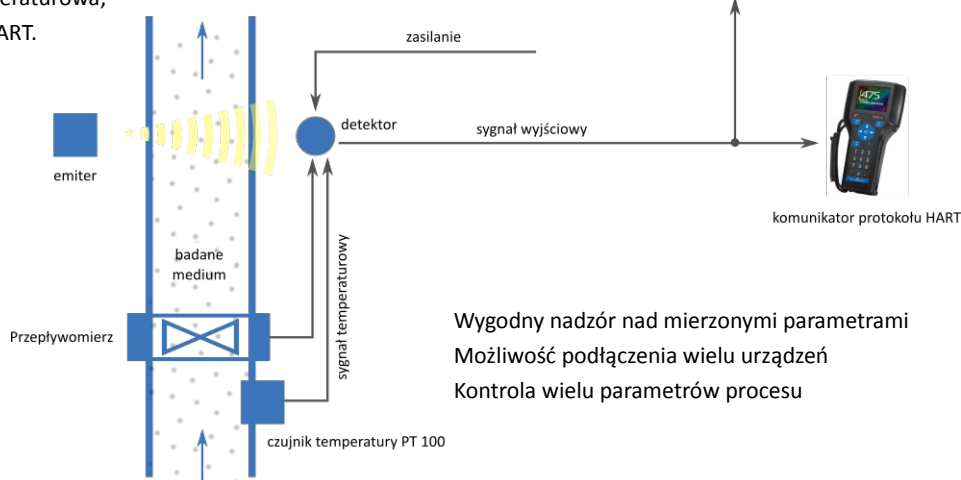 ART.
zasilanie
475
detektor
sygnał wyjściowy
emiter
komunikator protokołu HART
badane
medium
sygnał temperaturowy
Przepływomierz
Wygodny nadzór nad mierzonymi parametrami
Możliwość podłączenia wielu urządzeń
Kontrola wielu parametrów procesu
czujnik temperatury PT 100